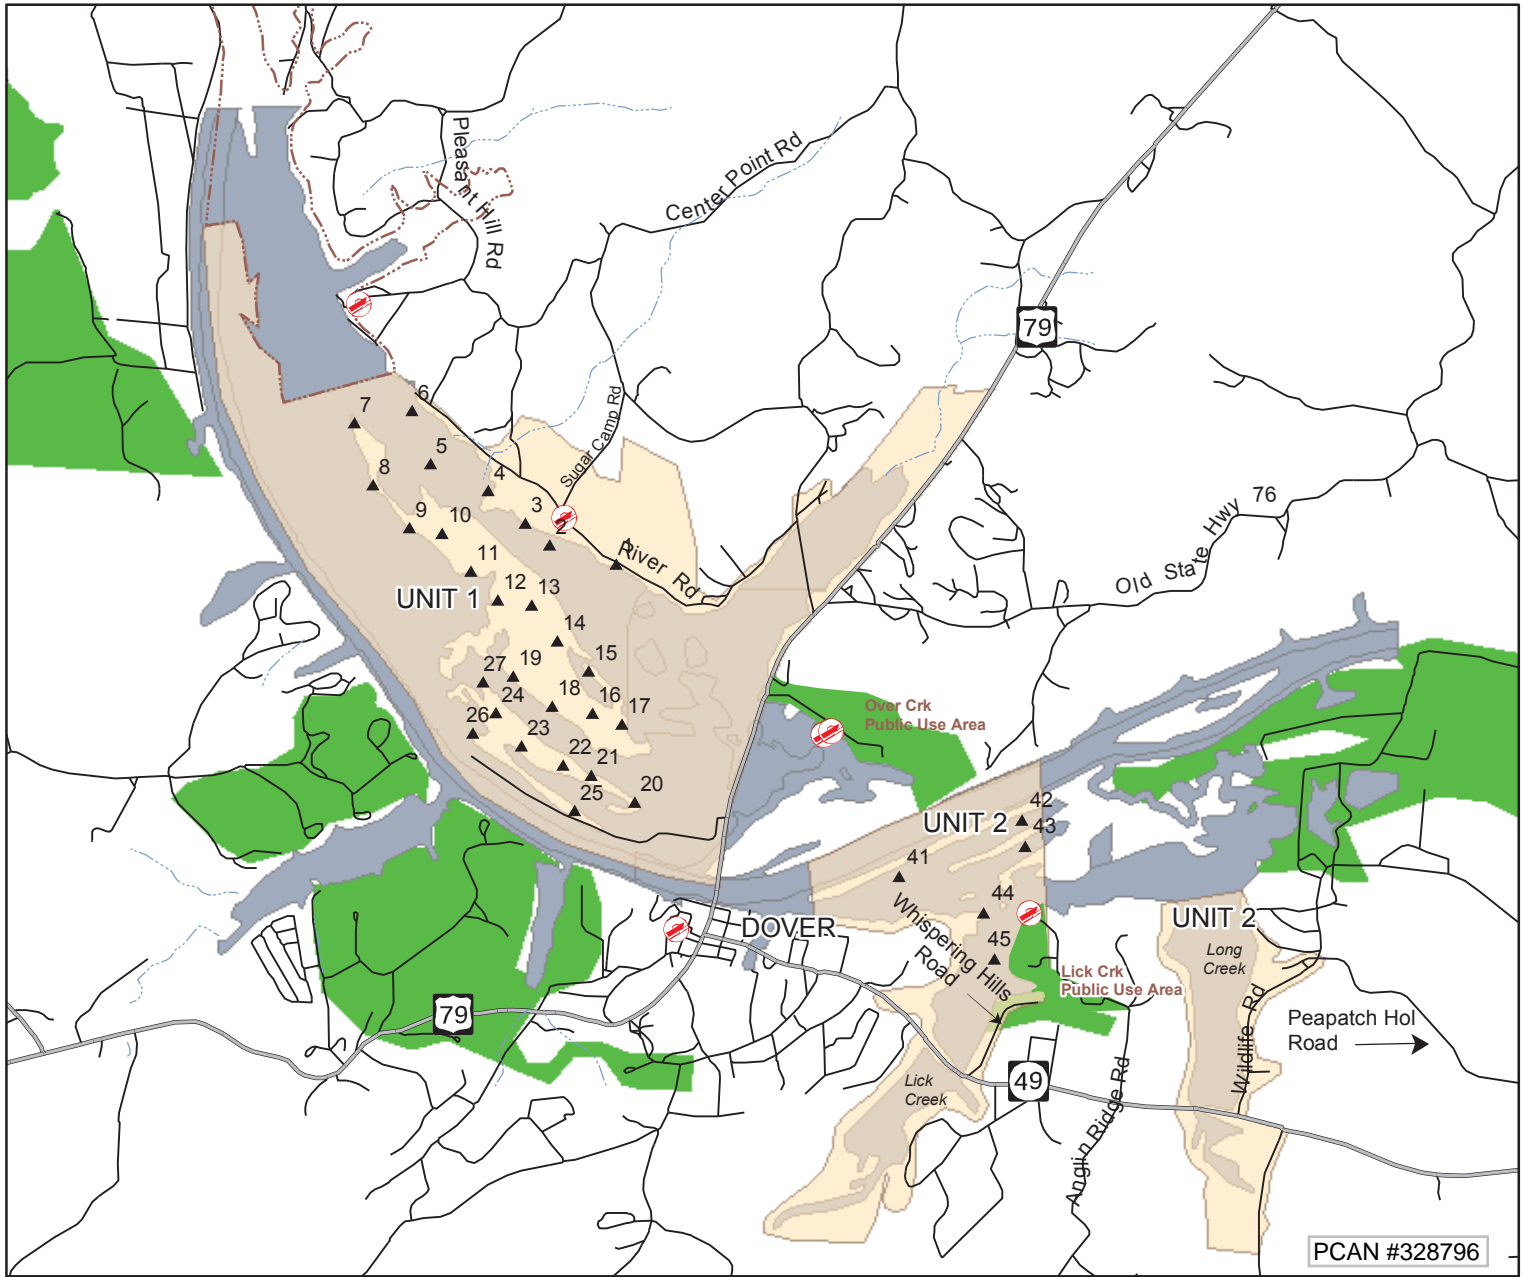 Pleasant Hill Rd
Center Point Rd
79
6
7
5
Sugar Camp Rd
8
4
3
2
9
10
River Rd
11
Old State Hwy 76
12
13
UNIT 1
14
15
27
19
24
18
16
17
26
23
22
21
20
25
Over Crk
Public Use Area
42
UNIT 2
43
41
44
Whispering Hills
Road
45
DOVER
UNIT 2
Long
Creek
Lick Crk
Public Use Area
79
Wildlife Rd
Peapatch Hol
Road
49
Lick
Creek
Anglin Ridge Rd
PCAN #328796